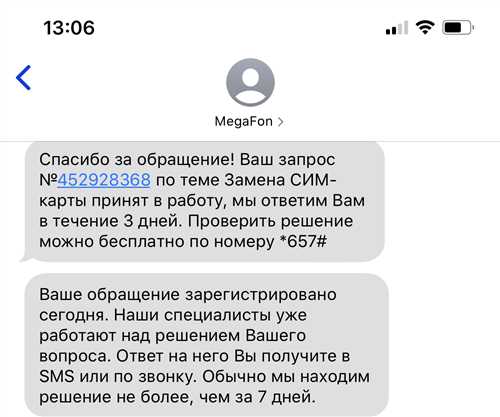 13:06
MegaFon
Спасибо за обращение! Ваш запрос
№452928368 по теме Замена СИМ-
карты принят в работу, мы ответим Вам
в течение 3 дней. Проверить решение
можно бесплатно по номеру *657#
Ваше обращение зарегистрировано
сегодня. Наши специалисты уже
работают над решением Вашего
вопроса. Ответ на него Вы получите в
SMS или по звонку. Обычно мы находим
решение не более, чем за 7 дней.